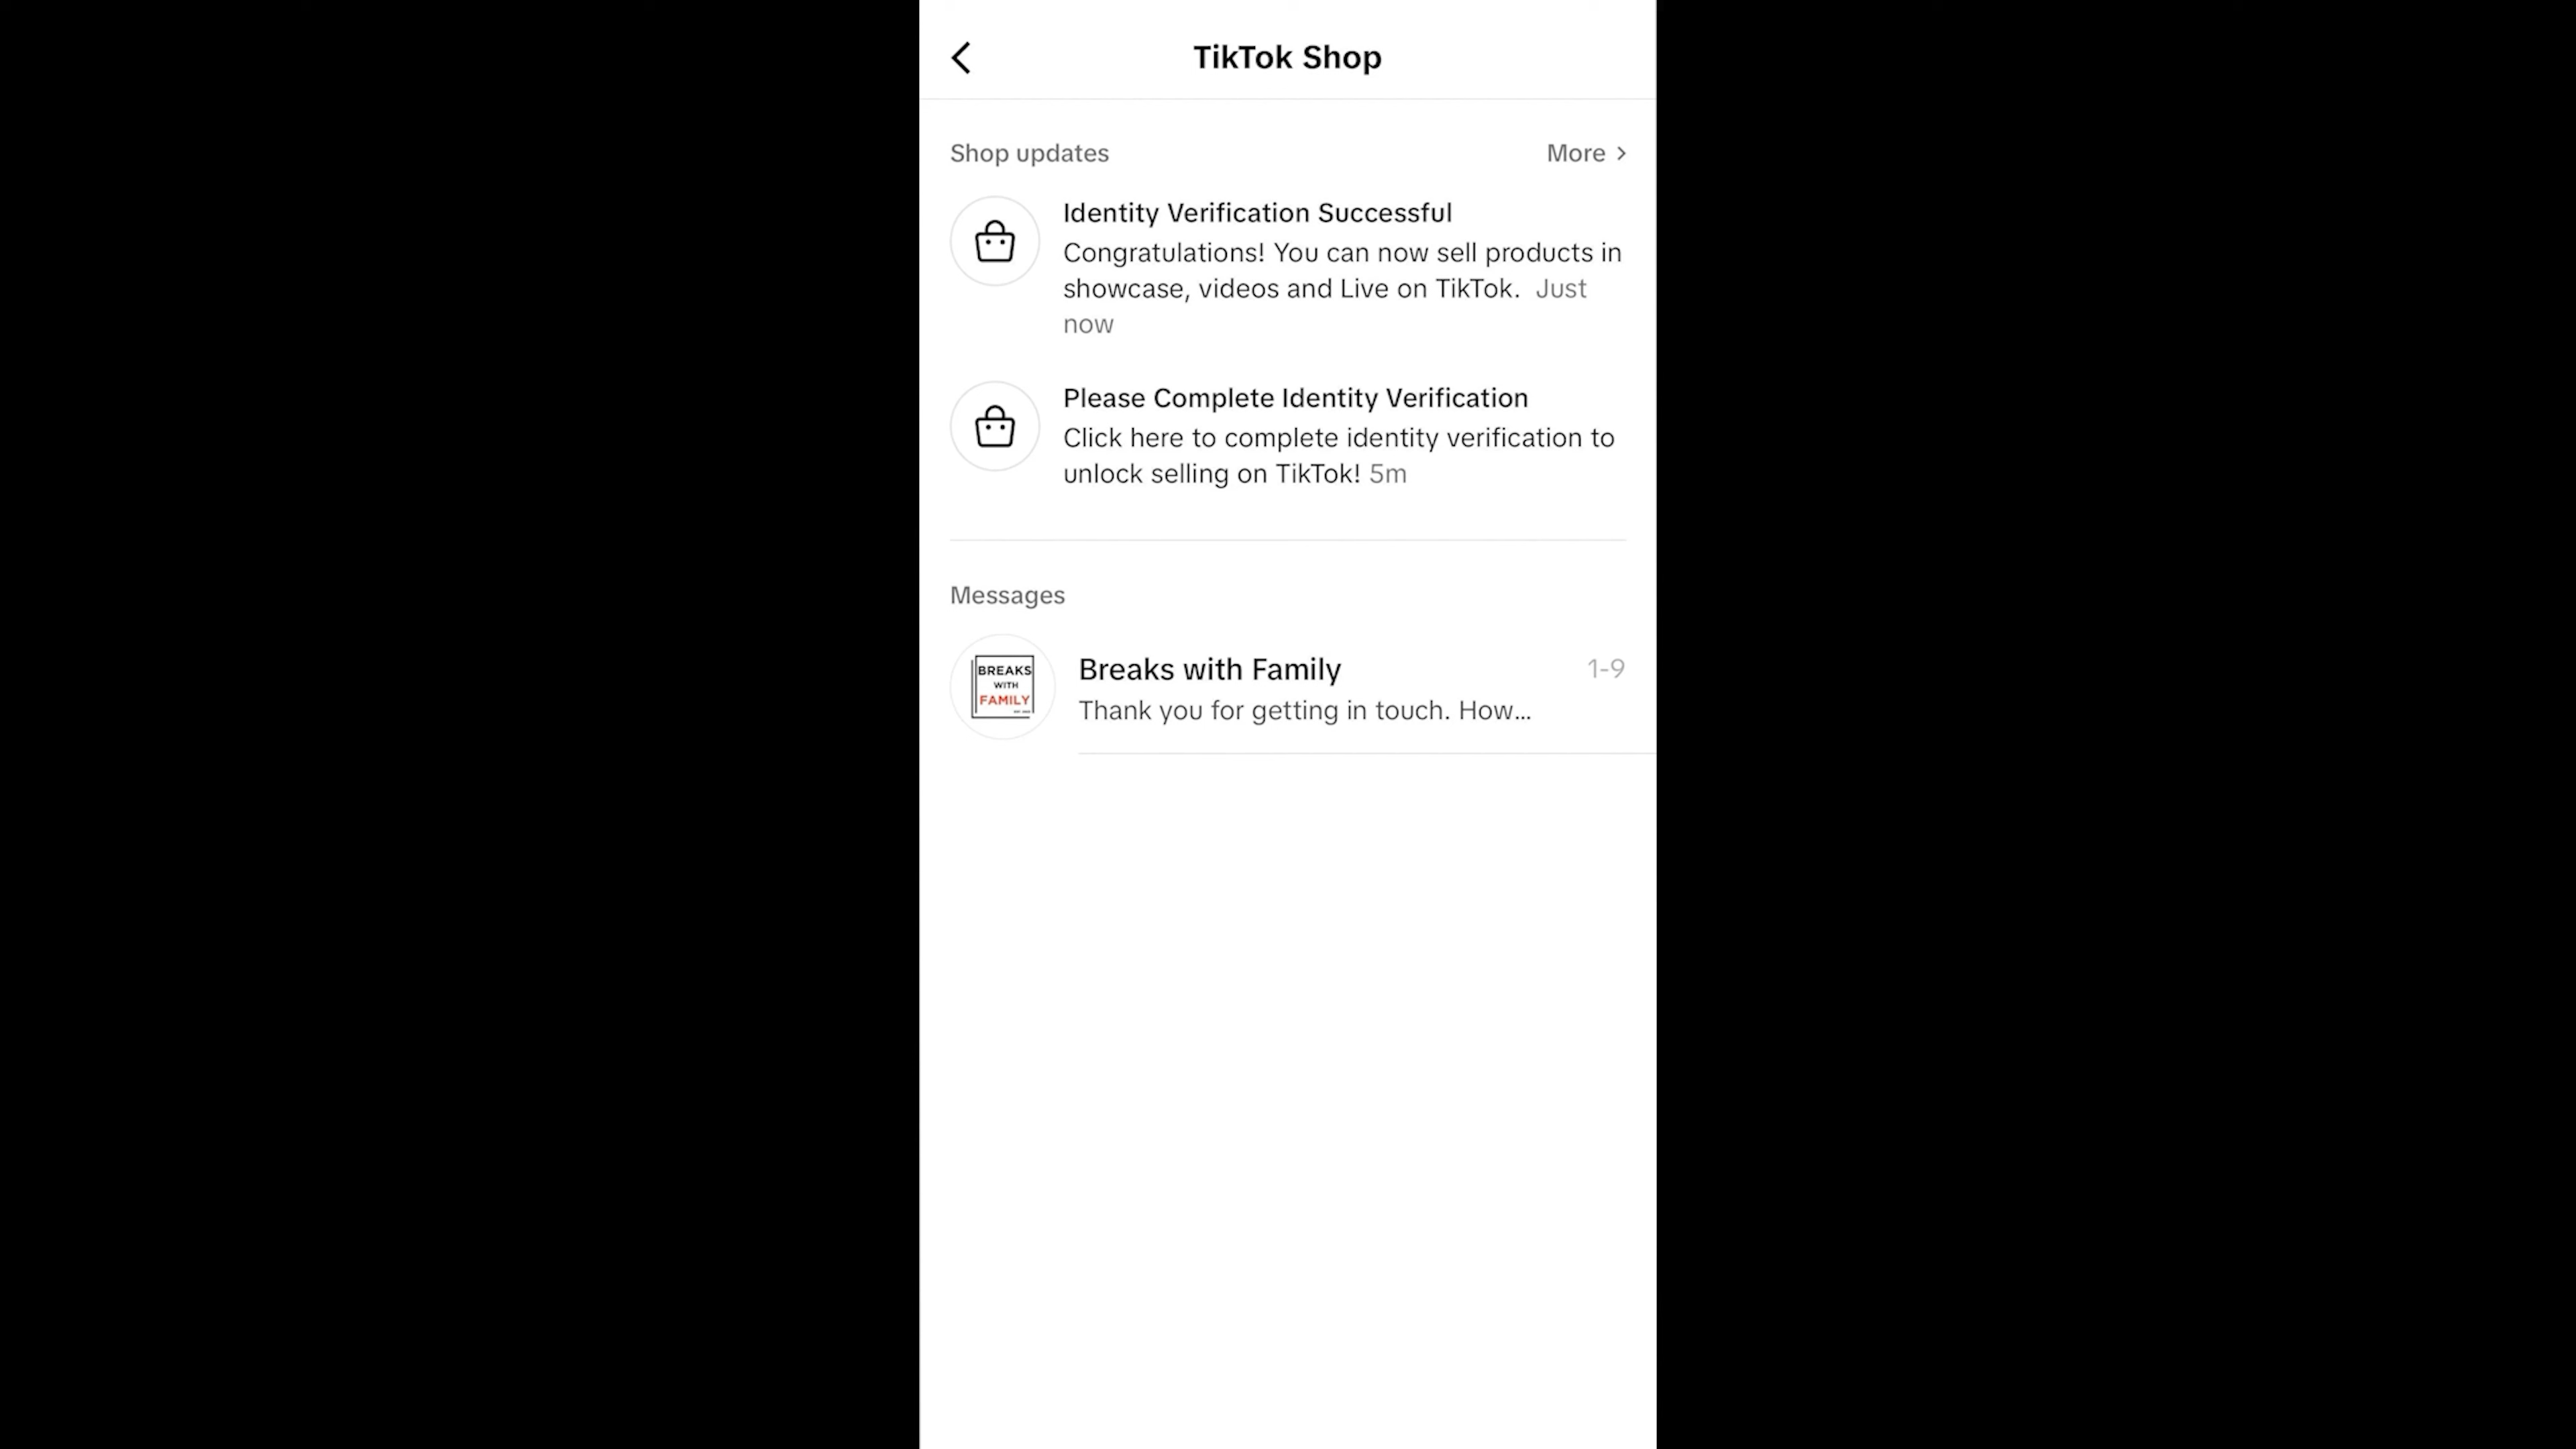 TikTok Shop
Shop updates
More
Identity Verification Successful
Congratulations! You can now sell products in
showcase, videos and Live on TikTok. Just
now
Please Complete Identity Verification
Click here to complete identity verification to
unlock selling on TikTok! 5m
Messages
BREAKS
WITH
FAMILY
Breaks with Family
1-9
Thank you for getting in touch. How...